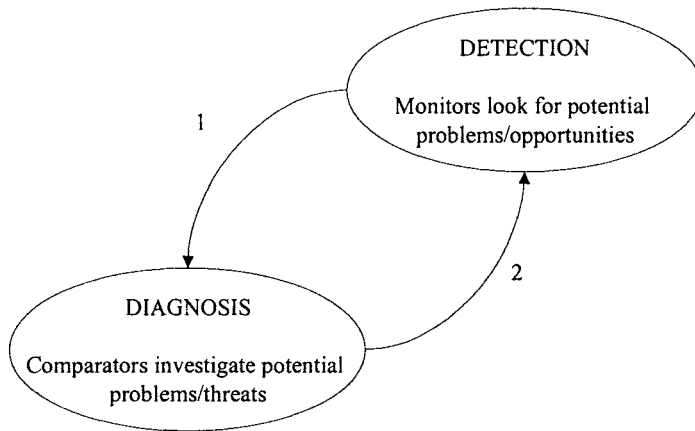 DETECTION
Monitors look for potential
problems/opportunities
1
2
DIAGNOSIS
Comparators investigate potential
problems/threats